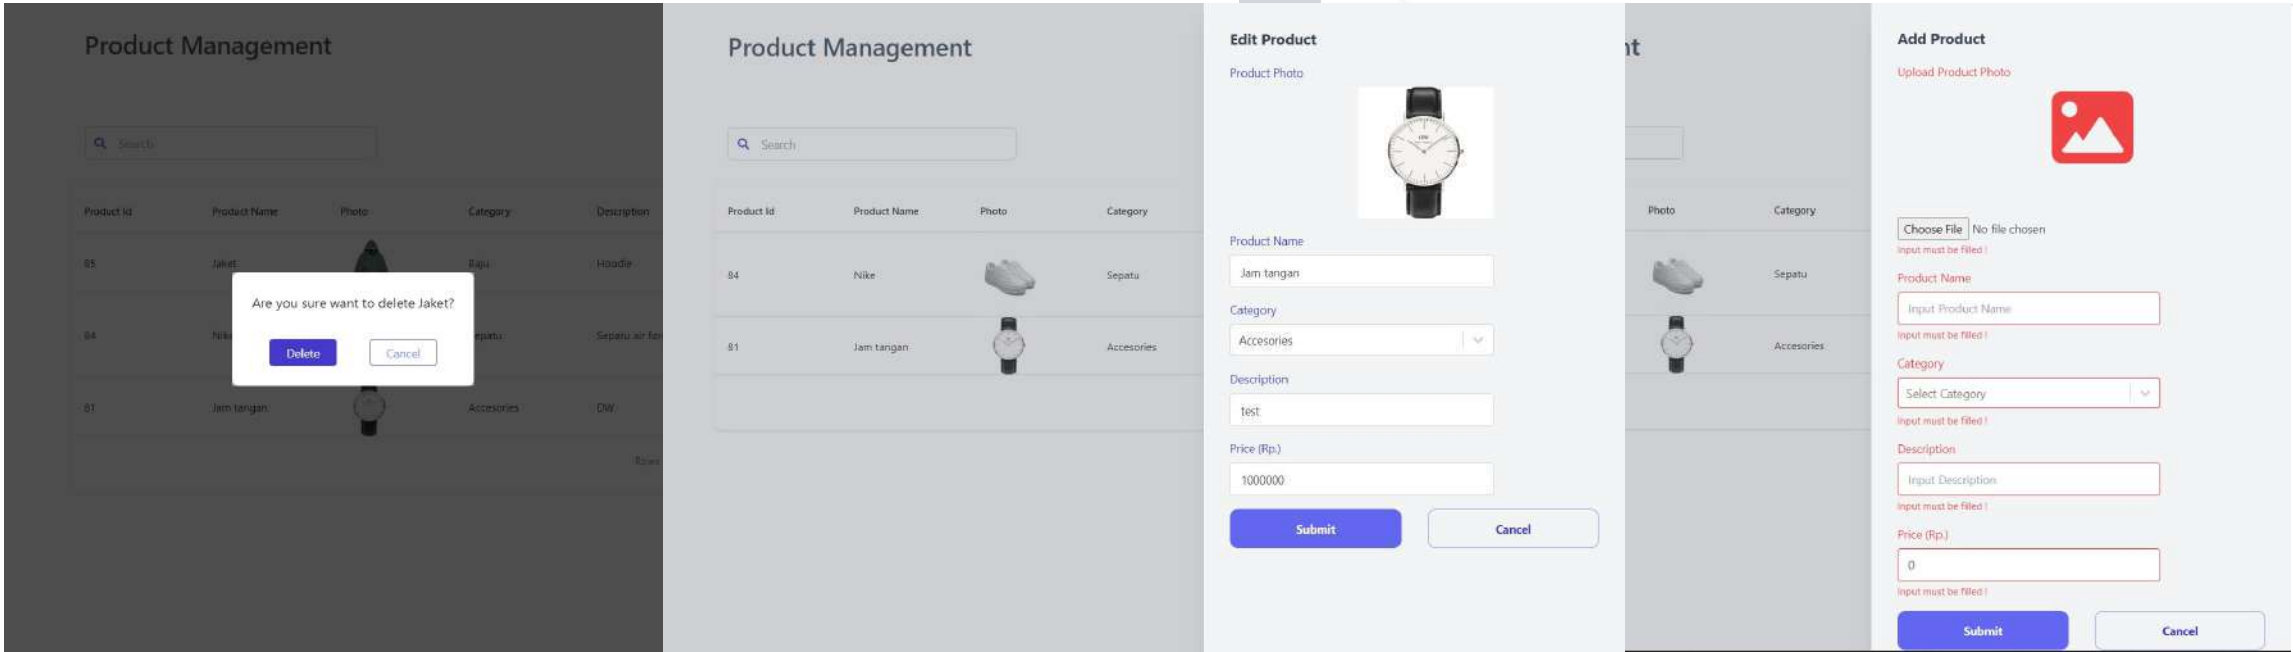 Product Management
Search
Product Id Product Name Photo Category Description
85 Jaket Baju Hoodie
Are you sure want to delete Jaket?
Delete Cancel
84 Nike Sepatu Sepatu air
81 Jam tangan Accesories DW
Rows
Product Management
Search
Product Id Product Name Photo Category
84 Nike Sepatu
81 Jam tangan Accesories
Edit Product
Product Photo
Product Name
Jam tangan
Category
Accesories
Description
test
Price (Rp.)
1000000
Submit Cancel
nt
Photo Category
Sepatu
Accesories
Add Product
Upload Product Photo
Choose File No file chosen
Input must be filled !
Product Name
Input Product Name
Input must be filled !
Category
Select Category
Input must be filled !
Description
Input Description
Input must be filled !
Price (Rp.)
0
Input must be filled !
Submit Cancel